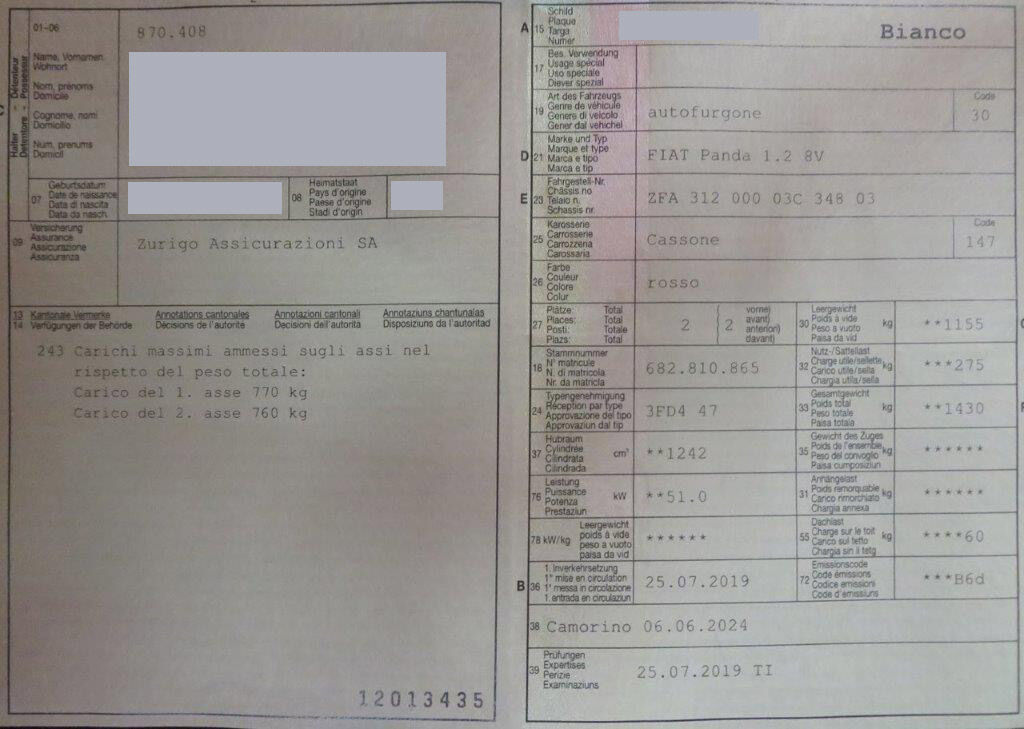 01-06
870.408
Halter Détenteur
Detentore Possessur
Name, Vornamen
Wohnort
Nom, prénoms
Domicile
Cognome, nomi
Domicilio
Num, prenums
Domicil
07
Geburtsdatum
Date de naissance
Data di nascita
Data da nasch.
08
Heimatstaat
Pays d'origine
Paese d'origine
Stadi d'origin
09
Versicherung
Assurance
Assicurazione
Assicuranza
Zurigo Assicurazioni SA
13 Kantonale Vermerke Annotations cantonales Annotazioni cantonali Annotaziuns chantunalas
14 Verfügungen der Behörde Décisions de l'autorité Decisioni dell'autorità Disposiziuns da l'autoritad
243 Carichi massimi ammessi sugli assi nel
rispetto del peso totale:
Carico del 1. asse 770 kg
Carico del 2. asse 760 kg
12013435
A 15
Schild
Plaque
Targa
Numer
Bianco
17
Bes. Verwendung
Usage spécial
Uso speciale
Diever spezial
19
Art des Fahrzeugs
Genre de véhicule
Genere di veicolo
Gener dal vehichel
autofurgone
Code
30
D 21
Marke und Typ
Marque et type
Marca e tipo
Marca e tip
FIAT Panda 1.2 8V
E 23
Fahrgestell-Nr.
Châssis no
Telaio n.
Schassis nr.
ZFA 312 000 03C 348 03
25
Karosserie
Carrosserie
Carrozzeria
Carossaria
Cassone
Code
147
26
Farbe
Couleur
Colore
Colur
rosso
27
Plätze: Total
Places: Total
Posti: Totale
Plazs: Total
2 ( 2
vorne)
avant)
anteriori)
davant)
30
Leergewicht
Poids à vide
Peso a vuoto
Paisa da vid
kg
**1155
18
Stammnummer
N° matricule
N. di matricola
Nr. da matricla
682.810.865
32
Nutz-/Sattellast
Charge utile/sellette
Carico utile/sella
Chargia utila/sella
kg
***275
24
Typengenehmigung
Réception par type
Approvazione del tipo
Approvaziun dal tip
3FD4 47
33
Gesamtgewicht
Poids total
Peso totale
Paisa totala
kg
**1430
37
Hubraum
Cylindrée
Cilindrata
Cilindrada
cm³
**1242
35
Gewicht des Zuges
Poids de l'ensemble
Peso del convoglio
Paisa cumposiziun
kg
******
76
Leistung
Puissance
Potenza
Prestaziun
kW
**51.0
31
Anhängelast
Poids remorquable
Carico rimorchiato
Chargia annexa
kg
******
78 kW/kg
Leergewicht
poids à vide
peso a vuoto
paisa da vid
******
55
Dachlast
Charge sur le toit
Carico sul tetto
Chargia sin il tetg
kg
****60
B 36
1. Inverkehrsetzung
1re mise en circulation
1a messa in circolazione
1. entrada en circulaziun
25.07.2019
72
Emissionscode
Code émissions
Codice emissioni
Code d'emissiuns
***B6d
38 Camorino 06.06.2024
39
Prüfungen
Expertises
Perizie
Examinaziuns
25.07.2019 TI